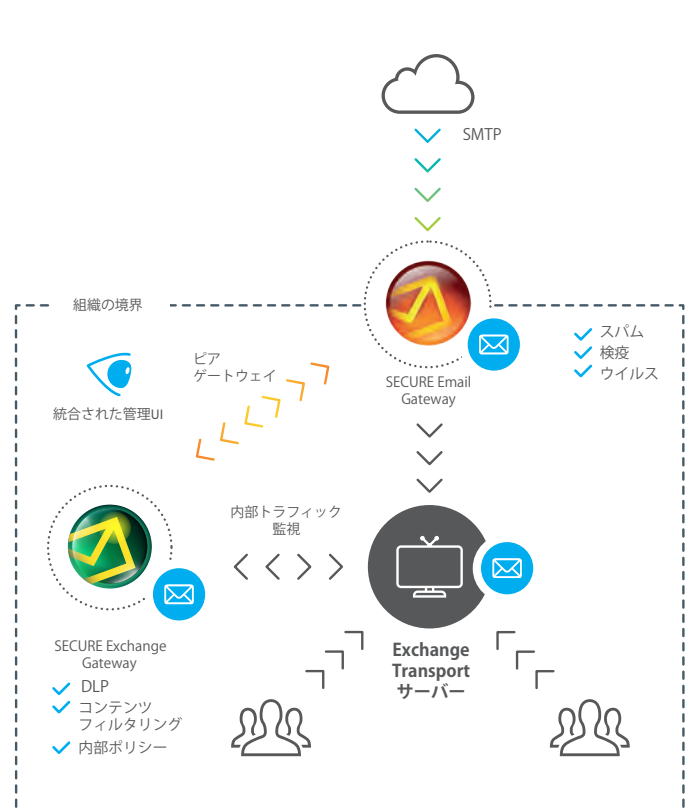 SMTP
組織の境界
スパム
検疫
ウイルス
ピア
ゲートウェイ
SECURE Email
Gateway
統合された管理UI
内部トラフィック
監視
SECURE Exchange
Gateway
DLP
コンテンツ
フィルタリング
内部ポリシー
Exchange
Transport
サーバー